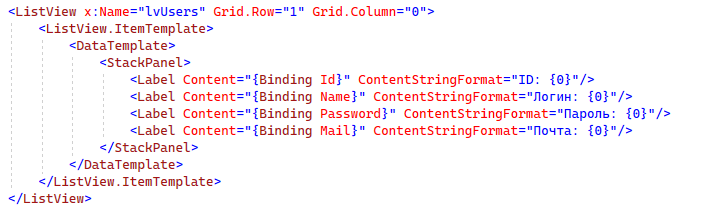 <ListView x:Name="lvUsers" Grid.Row="1" Grid.Column="0">
<ListView.ItemTemplate>
<DataTemplate>
<StackPanel>
<Label Content="{Binding Id}" ContentStringFormat="ID: {0}"/>
<Label Content="{Binding Name}" ContentStringFormat="Логин: {0}"/>
<Label Content="{Binding Password}" ContentStringFormat="Пароль: {0}"/>
<Label Content="{Binding Mail}" ContentStringFormat="Почта: {0}"/>
</StackPanel>
</DataTemplate>
</ListView.ItemTemplate>
</ListView>